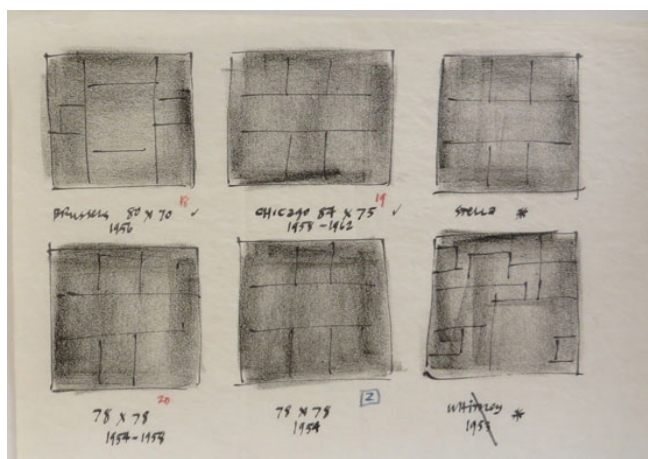 18
Brussels 80 x 70 ✓
1956
19
Chicago 87 x 75 ✓
1958-1962
Stella *
20
78 x 78
1954-1958
2
78 x 78
1954
Whitney *
1953